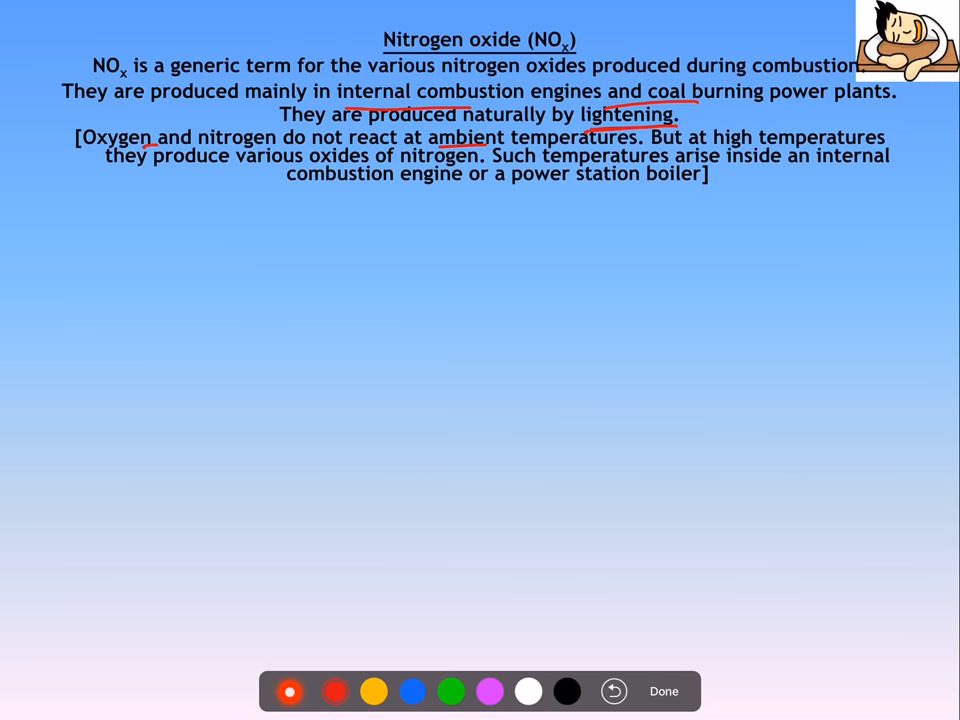 Nitrogen oxide (NOx)
NOx is a generic term for the various nitrogen oxides produced during combustion.
They are produced mainly in internal combustion engines and coal burning power plants.
They are produced naturally by lightening.
[Oxygen and nitrogen do not react at ambient temperatures. But at high temperatures
they produce various oxides of nitrogen. Such temperatures arise inside an internal
combustion engine or a power station boiler]
Done